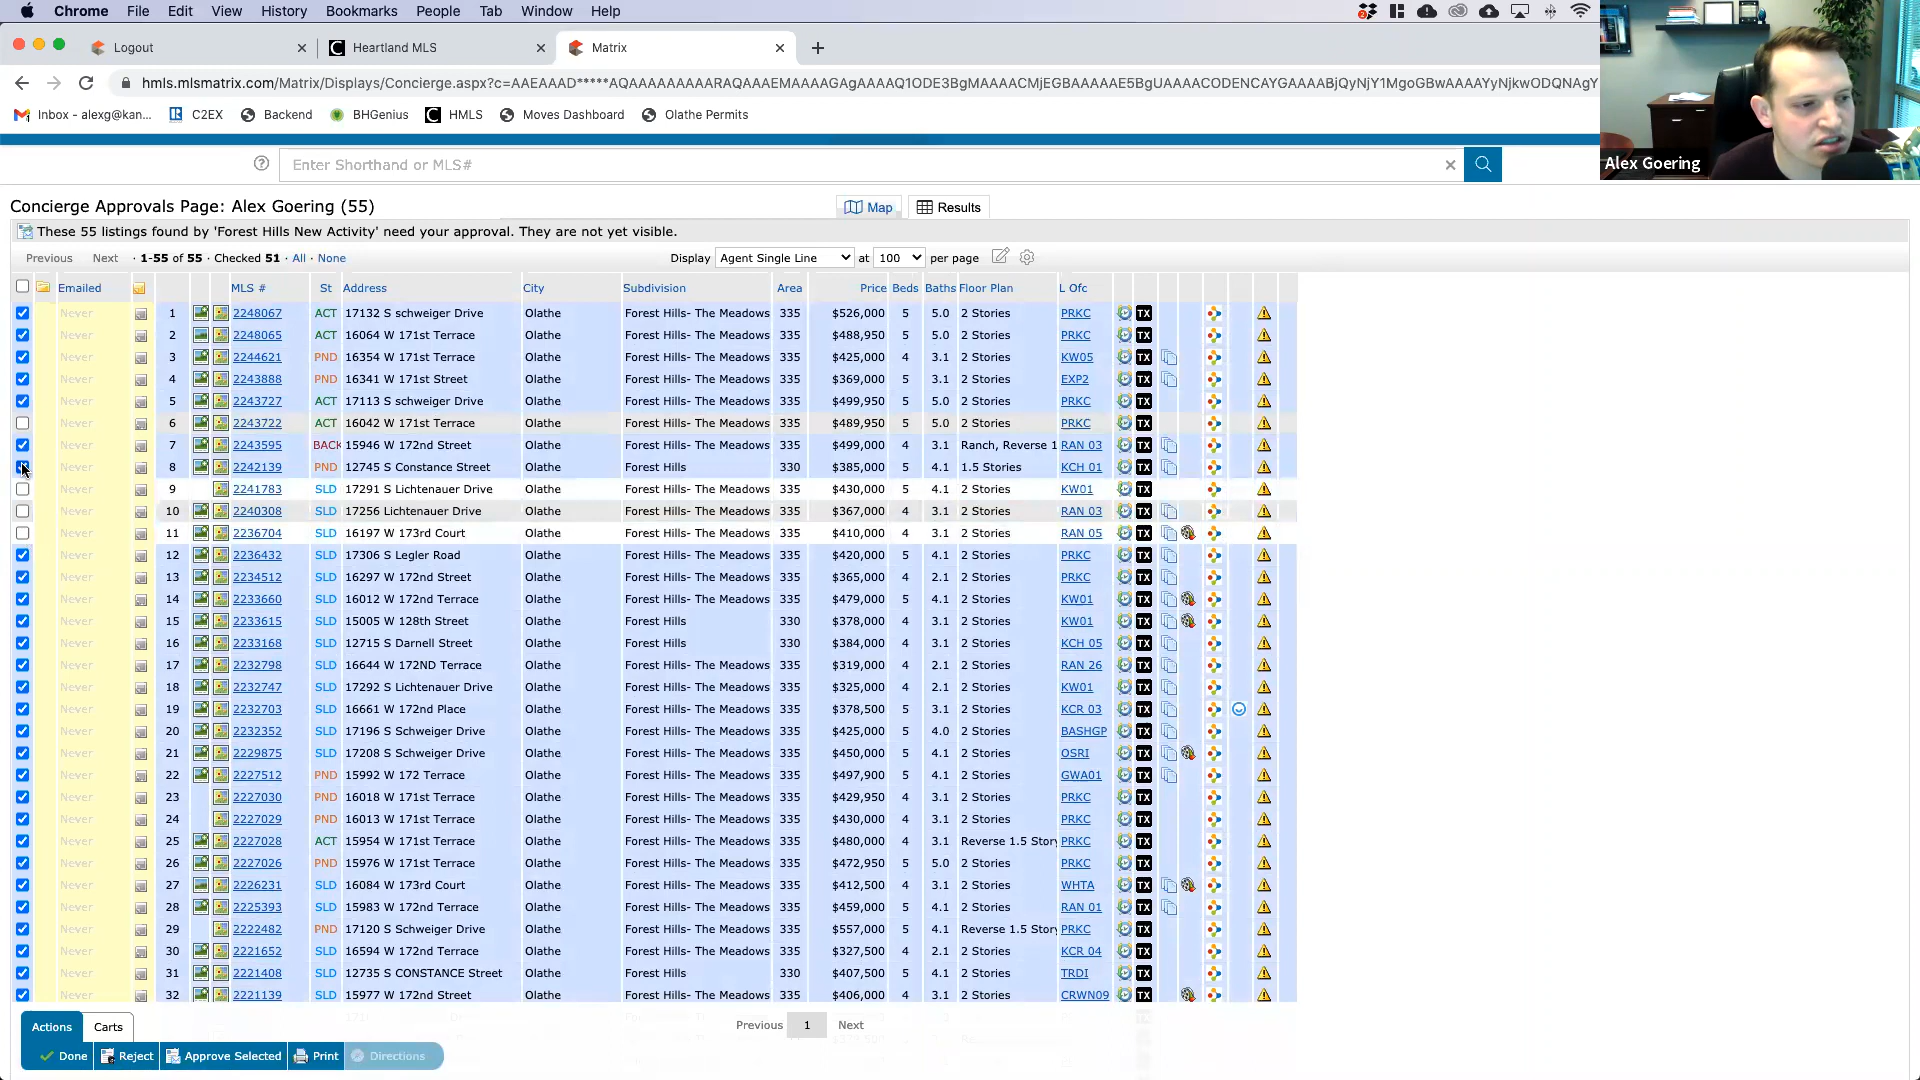 Chrome File Edit View History Bookmarks People Tab Window Help
Logout Heartland MLS Matrix
hmls.mlsmatrix.com/Matrix/Displays/Concierge.aspx?c=AAEAAAD*****AQAAAAAAAAARAQAAAEMAAAAGAgAAAAQ1ODE3BgMAAAACMjEGBAAAAAE5BgUAAAACODENCAYGAAAABjQyNjY1MgoGBwAAAAYyNjkwODQNAgY
Inbox - alexg@kan... C2EX Backend BHGenius HMLS Moves Dashboard Olathe Permits
Alex Goering
Enter Shorthand or MLS#
Concierge Approvals Page: Alex Goering (55) Map Results
These 55 listings found by 'Forest Hills New Activity' need your approval. They are not yet visible.
Previous Next · 1-55 of 55 · Checked 51 · All · None Display Agent Single Line at 100 per page
Emailed MLS # St Address City Subdivision Area Price Beds Baths Floor Plan L Ofc
Never 1 2248067 ACT 17132 S schweiger Drive Olathe Forest Hills- The Meadows 335 $526,000 5 5.0 2 Stories PRKC TX
Never 2 2248065 ACT 16064 W 171st Terrace Olathe Forest Hills- The Meadows 335 $488,950 5 5.0 2 Stories PRKC TX
Never 3 2244621 PND 16354 W 171st Terrace Olathe Forest Hills- The Meadows 335 $425,000 4 3.1 2 Stories KW05 TX
Never 4 2243888 PND 16341 W 171st Street Olathe Forest Hills- The Meadows 335 $369,000 5 3.1 2 Stories EXP2 TX
Never 5 2243727 ACT 17113 S schweiger Drive Olathe Forest Hills- The Meadows 335 $499,950 5 5.0 2 Stories PRKC TX
Never 6 2243722 ACT 16042 W 171st Terrace Olathe Forest Hills- The Meadows 335 $489,950 5 5.0 2 Stories PRKC TX
Never 7 2243595 BACK 15946 W 172nd Street Olathe Forest Hills- The Meadows 335 $499,000 4 3.1 Ranch, Reverse 1 RAN 03 TX
Never 8 2242139 PND 12745 S Constance Street Olathe Forest Hills 330 $385,000 5 4.1 1.5 Stories KCH 01 TX
Never 9 2241783 SLD 17291 S Lichtenauer Drive Olathe Forest Hills- The Meadows 335 $430,000 5 4.1 2 Stories KW01 TX
Never 10 2240308 SLD 17256 Lichtenauer Drive Olathe Forest Hills- The Meadows 335 $367,000 4 3.1 2 Stories RAN 03 TX
Never 11 2236704 SLD 16197 W 173rd Court Olathe Forest Hills- The Meadows 335 $410,000 4 3.1 2 Stories RAN 05 TX
Never 12 2236432 SLD 17306 S Legler Road Olathe Forest Hills- The Meadows 335 $420,000 5 4.1 2 Stories PRKC TX
Never 13 2234512 SLD 16297 W 172nd Street Olathe Forest Hills- The Meadows 335 $365,000 4 2.1 2 Stories PRKC TX
Never 14 2233660 SLD 16012 W 172nd Terrace Olathe Forest Hills- The Meadows 335 $479,000 5 4.1 2 Stories KW01 TX
Never 15 2233615 SLD 15005 W 128th Street Olathe Forest Hills 330 $378,000 4 3.1 2 Stories KW01 TX
Never 16 2233168 SLD 12715 S Darnell Street Olathe Forest Hills 330 $384,000 4 3.1 2 Stories KCH 05 TX
Never 17 2232798 SLD 16644 W 172ND Terrace Olathe Forest Hills- The Meadows 335 $319,000 4 2.1 2 Stories RAN 26 TX
Never 18 2232747 SLD 17292 S Lichtenauer Drive Olathe Forest Hills- The Meadows 335 $325,000 4 2.1 2 Stories KW01 TX
Never 19 2232703 SLD 16661 W 172nd Place Olathe Forest Hills- The Meadows 335 $378,500 4 3.1 2 Stories KCR 03 TX
Never 20 2232352 SLD 17196 S Schweiger Drive Olathe Forest Hills- The Meadows 335 $425,000 5 4.0 2 Stories BASHGP TX
Never 21 2229875 SLD 17208 S Schweiger Drive Olathe Forest Hills- The Meadows 335 $450,000 5 4.1 2 Stories OSRI TX
Never 22 2227512 PND 15992 W 172 Terrace Olathe Forest Hills- The Meadows 335 $497,900 5 4.1 2 Stories GWA01 TX
Never 23 2227030 PND 16018 W 171st Terrace Olathe Forest Hills- The Meadows 335 $429,950 4 3.1 2 Stories PRKC TX
Never 24 2227029 PND 16013 W 171st Terrace Olathe Forest Hills- The Meadows 335 $430,000 4 3.1 2 Stories PRKC TX
Never 25 2227028 ACT 15954 W 171st Terrace Olathe Forest Hills- The Meadows 335 $480,000 4 3.1 Reverse 1.5 Story PRKC TX
Never 26 2227026 PND 15976 W 171st Terrace Olathe Forest Hills- The Meadows 335 $472,950 5 5.0 2 Stories PRKC TX
Never 27 2226231 SLD 16084 W 173rd Court Olathe Forest Hills- The Meadows 335 $412,500 4 3.1 2 Stories WHTA TX
Never 28 2225393 SLD 15983 W 172nd Terrace Olathe Forest Hills- The Meadows 335 $459,000 5 4.1 2 Stories RAN 01 TX
Never 29 2222482 PND 17120 S Schweiger Drive Olathe Forest Hills- The Meadows 335 $557,000 5 4.1 Reverse 1.5 Story PRKC TX
Never 30 2221652 SLD 16594 W 172nd Terrace Olathe Forest Hills- The Meadows 335 $327,500 4 2.1 2 Stories KCR 04 TX
Never 31 2221408 SLD 12735 S CONSTANCE Street Olathe Forest Hills 330 $407,500 5 4.1 2 Stories TRDI TX
Never 32 2221139 SLD 15977 W 172nd Street Olathe Forest Hills- The Meadows 335 $406,000 4 3.1 2 Stories CRWN09 TX
Actions Carts Previous 1 Next
Done Reject Approve Selected Print Directions